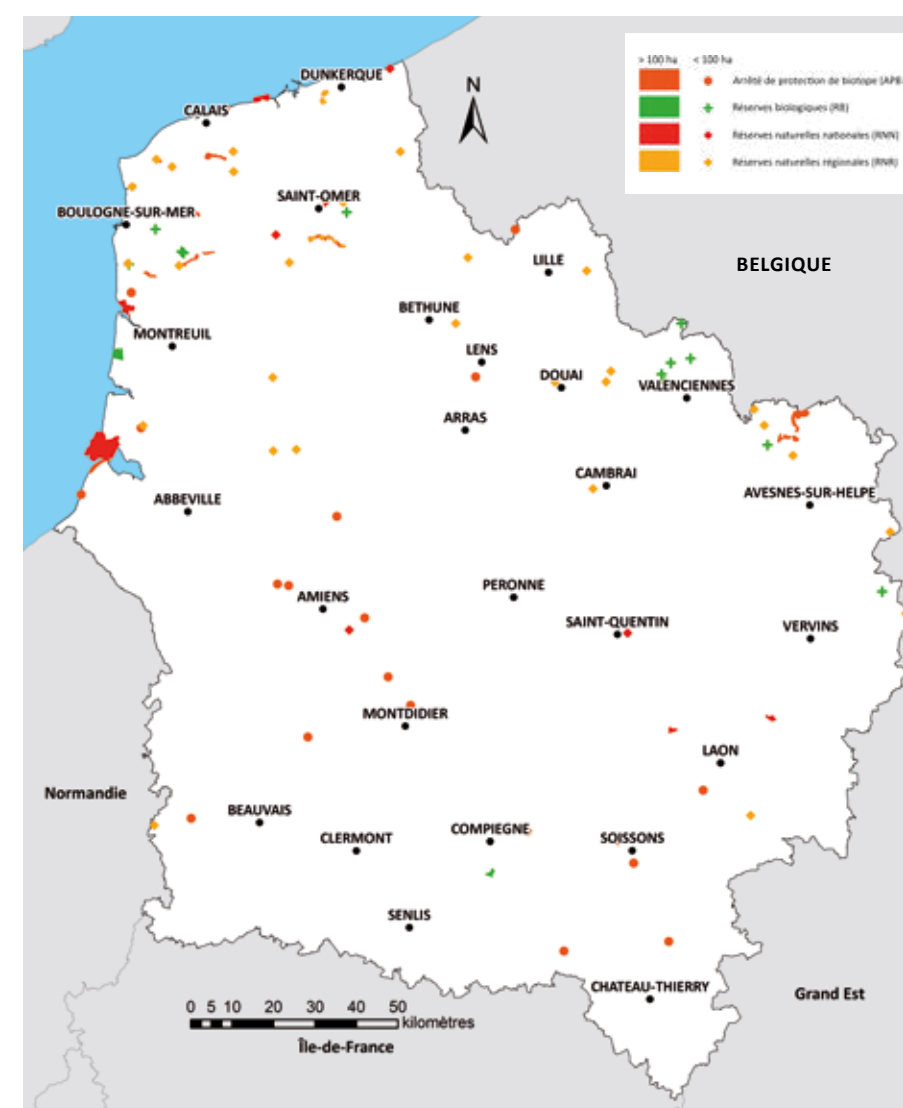 > 100 ha < 100 ha
Arrêté de protection de biotope (APB
Réserves biologiques (RB)
Réserves naturelles nationales (RNN)
Réserves naturelles régionales (RNR)
N
DUNKERQUE
CALAIS
SAINT-OMER
BOULOGNE-SUR-MER
BELGIQUE
LILLE
BETHUNE
MONTREUIL
LENS
DOUAI
VALENCIENNES
ARRAS
CAMBRAI
AVESNES-SUR-HELPE
ABBEVILLE
PERONNE
AMIENS
SAINT-QUENTIN
VERVINS
MONTDIDIER
LAON
Normandie
BEAUVAIS
CLERMONT
COMPIEGNE
SOISSONS
SENLIS
CHATEAU-THIERRY
Grand Est
0 5 10 20 30 40 50
kilomètres
Île-de-France